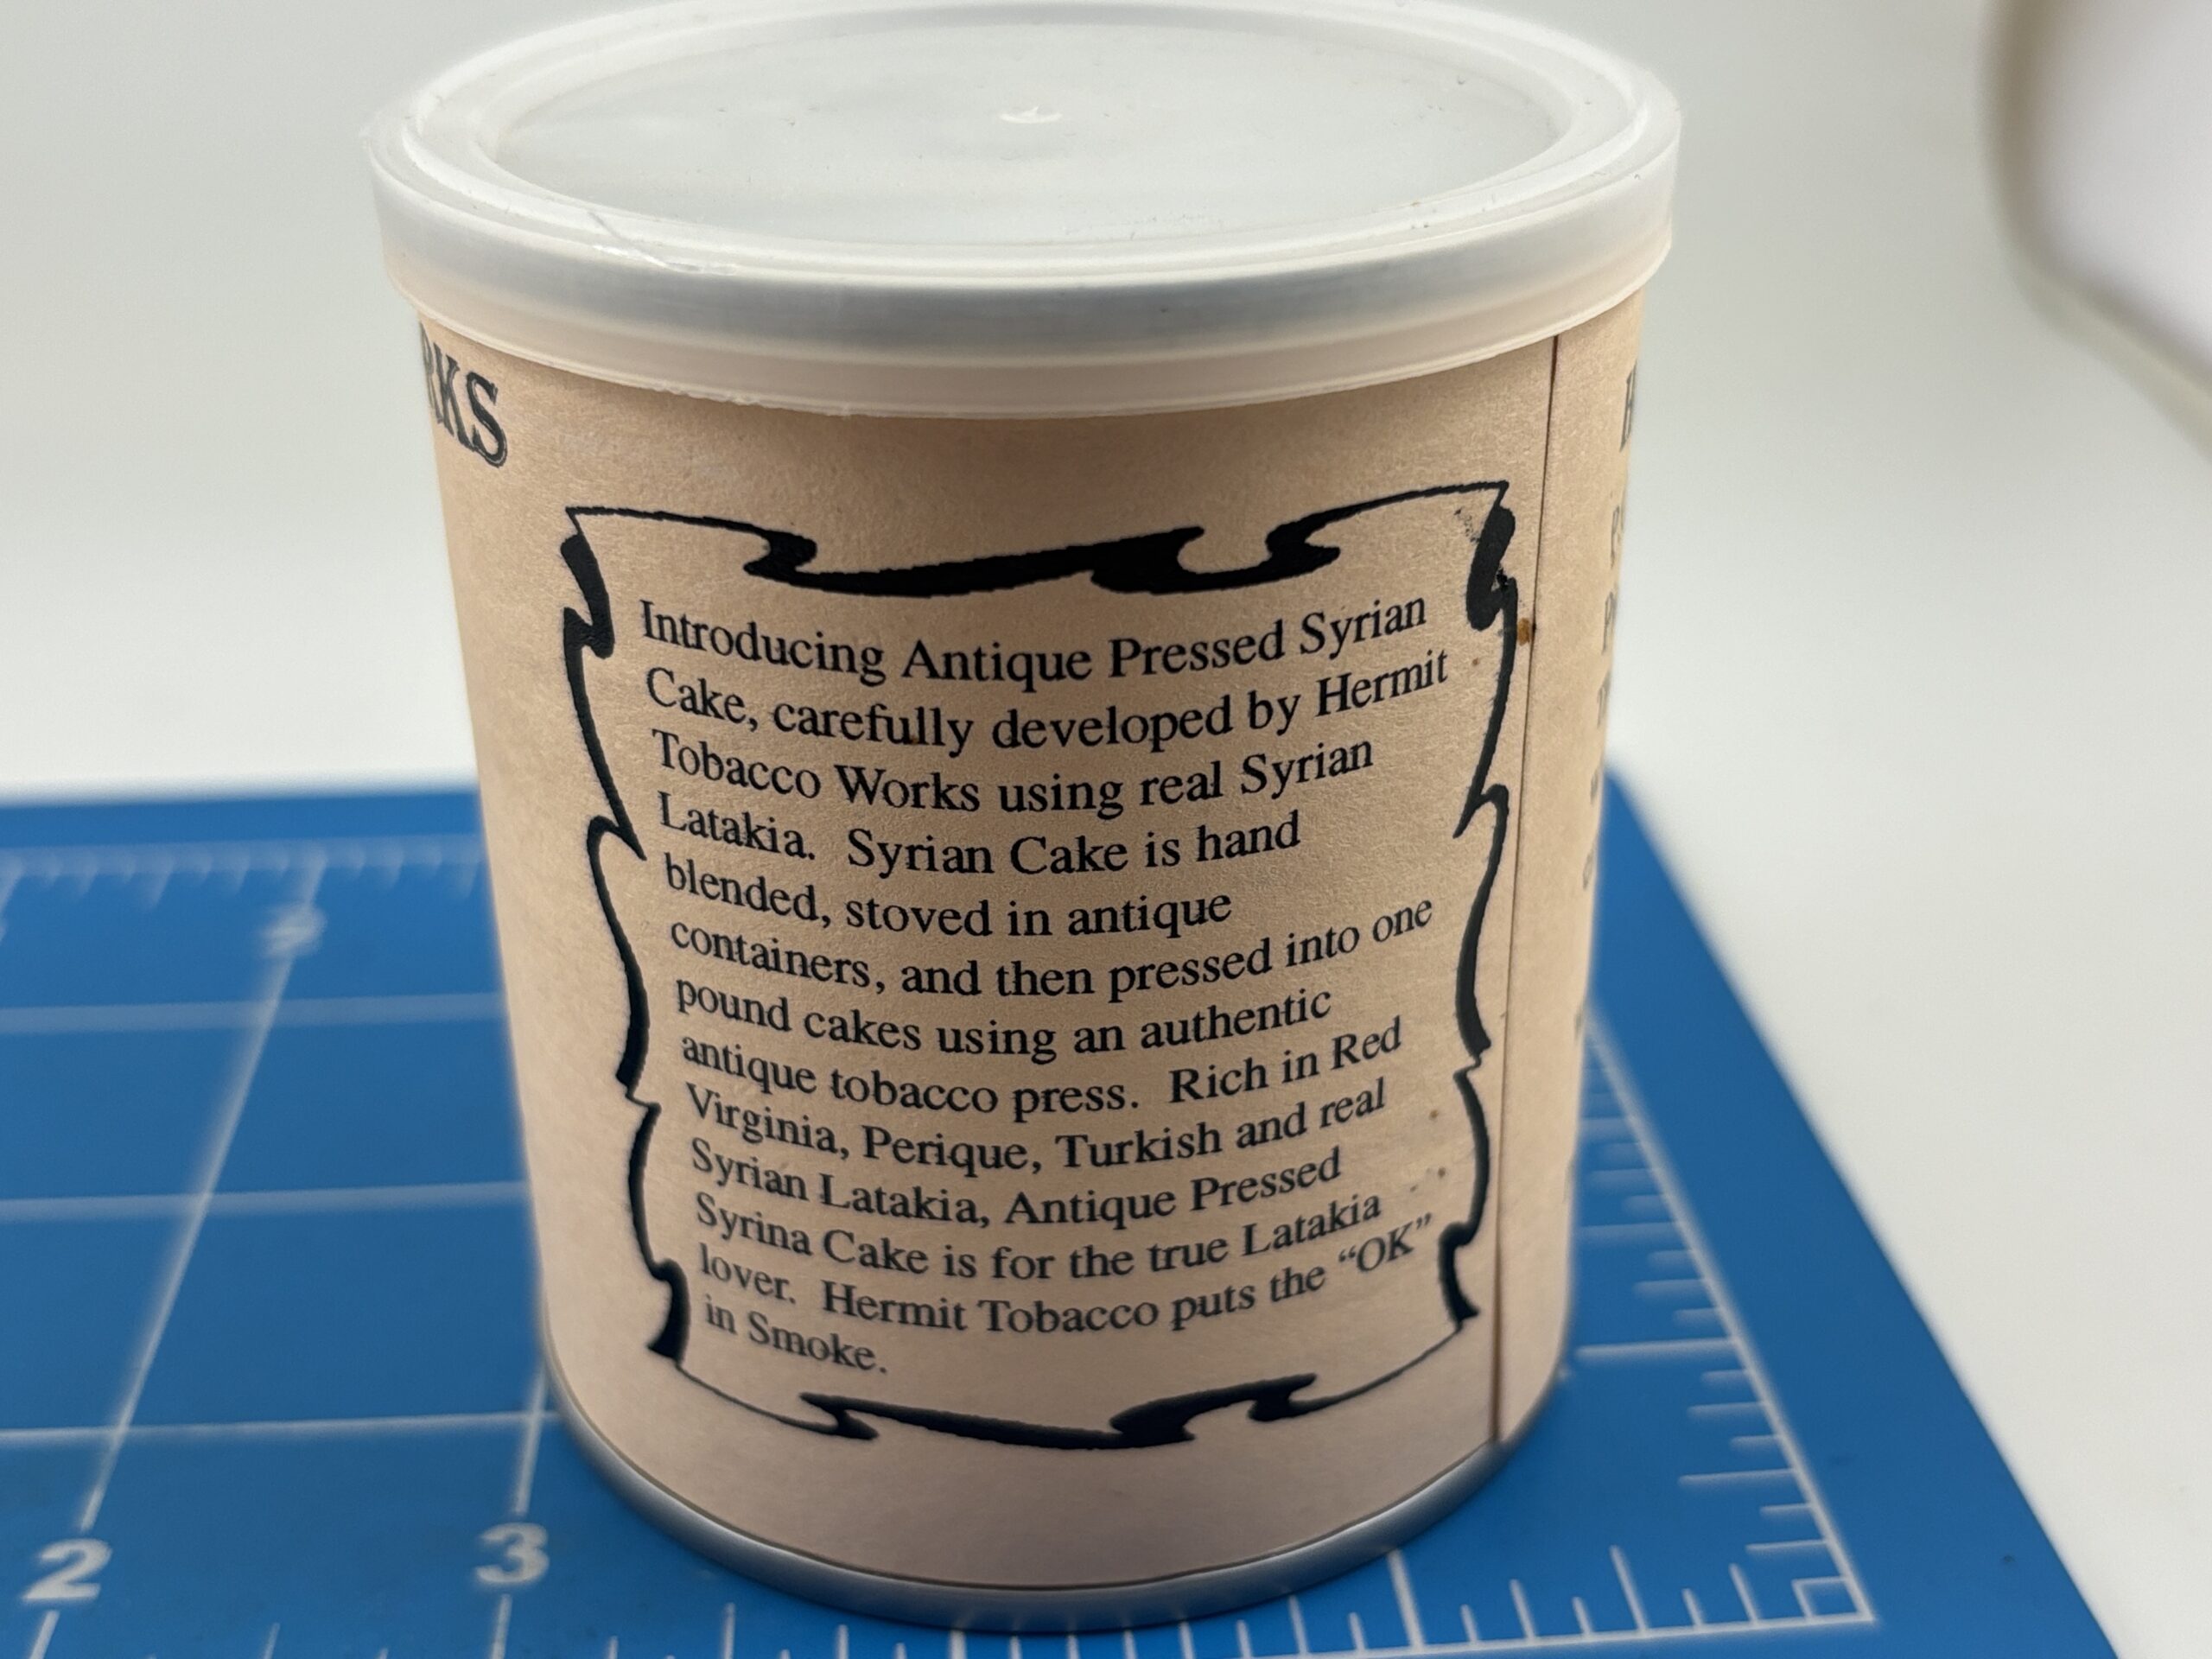 RKS
Introducing Antique Pressed Syrian
Cake, carefully developed by Hermit
Tobacco Works using real Syrian
Latakia.  Syrian Cake is hand
blended, stoved in antique
containers, and then pressed into one
pound cakes using an authentic
antique tobacco press.  Rich in Red
Virginia, Perique, Turkish and real
Syrian Latakia, Antique Pressed
Syrina Cake is for the true Latakia
lover.  Hermit Tobacco puts the “OK”
in Smoke.
2
3